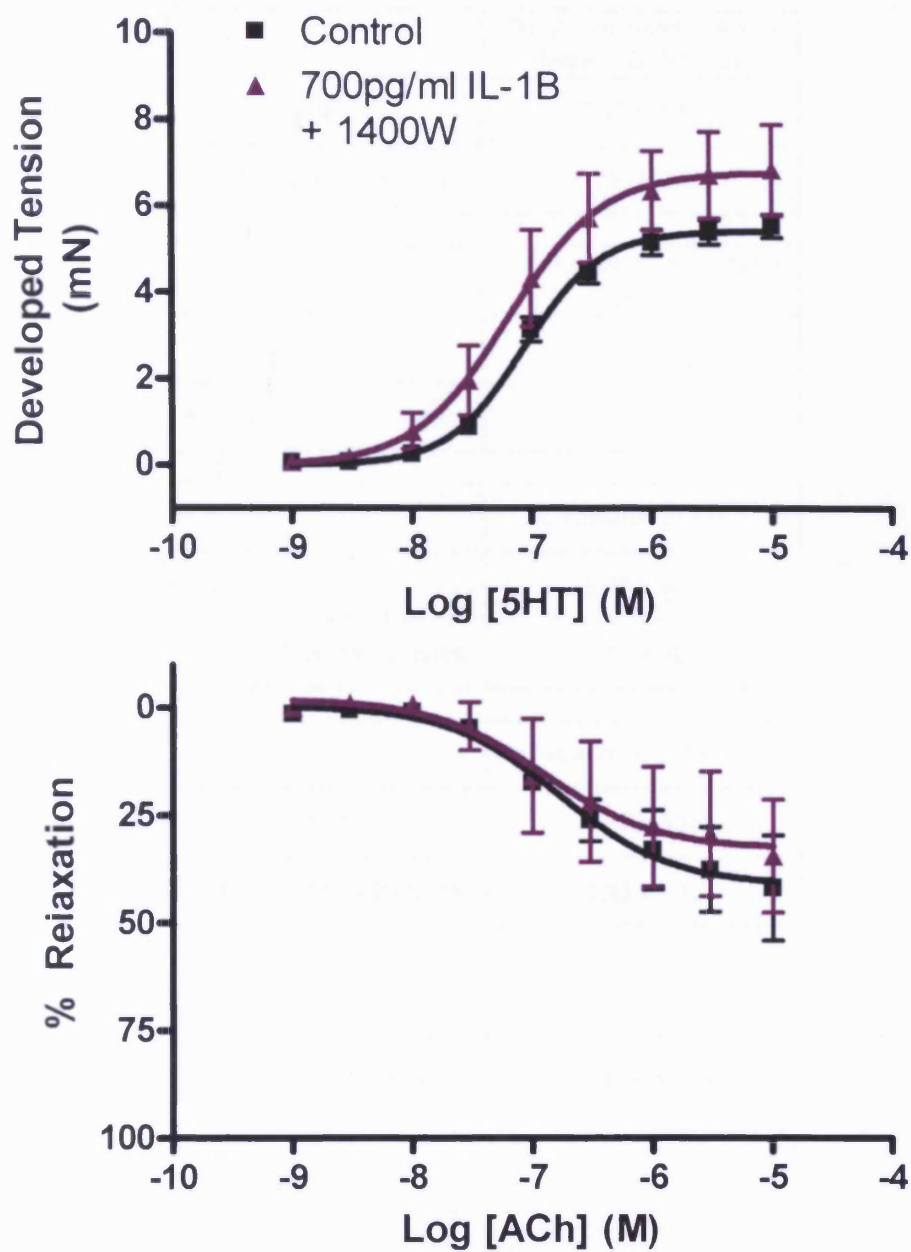 Control
700pg/ml IL-1B
+ 1400W
Developed Tension
(mN)
10
8
6
4
2
0
-10 -9 -8 -7 -6 -5 -4
Log [5HT] (M)
% Reiaxation
0
25
50
75
100
-10 -9 -8 -7 -6 -5 -4
Log [ACh] (M)